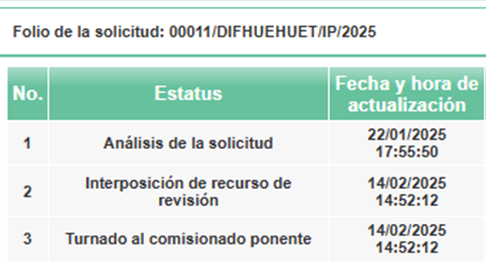 Folio de la solicitud: 00011/DIFHUEHUET/IP/2025
No. Estatus Fecha y hora de
actualización
1 Análisis de la solicitud 22/01/2025
17:55:50
2 Interposición de recurso de
revisión 14/02/2025
14:52:12
3 Turnado al comisionado ponente 14/02/2025
14:52:12